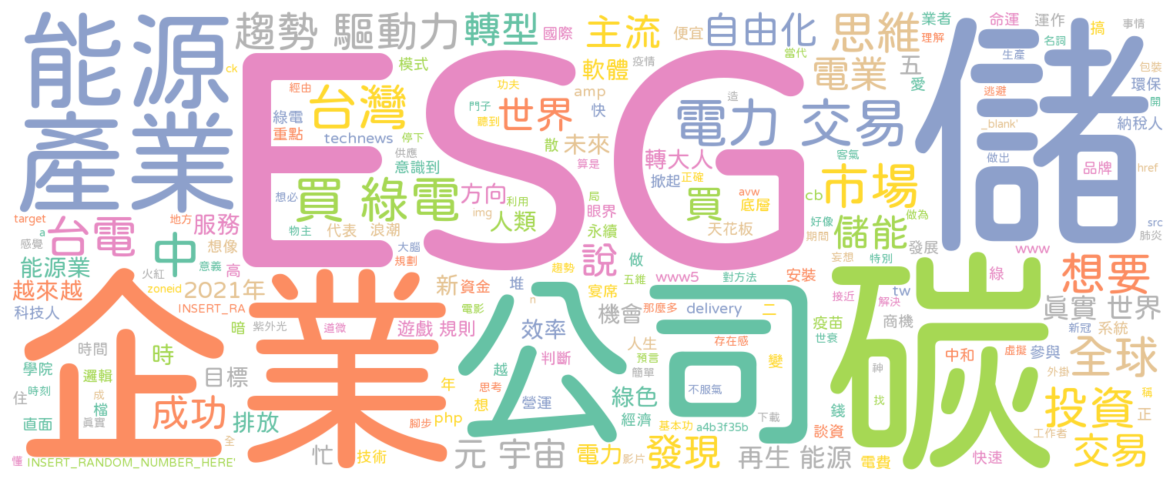 能源
產業
ESG
儲
企業
公司
碳
趨勢 驅動力
轉型
國際
主流
便宜
自由化
思維
業者
理解
命運
運作
名詞
搞
事情
包裝
當代
疫情
軟體
電業
五
愛
生產
逃避
環保
開
納稅人
_blank'
做出
品牌
href
ck
經由
模式
功夫
amp
快
台灣
門子
聽到
世界
造
電力 交易
綠電
重點
technews
停下
供應
意識到
散
未來
算是
轉大人
客氣
正確
掀起
avw
底層
cb
市場
買 綠電
方向
想必
img
利用
局
眼界
永續
買
天花板
好像
期間
儲能
做為
發展
src
肺炎
target
地方
a
感覺
台電
服務
想像
物主
代表
浪潮
人類
大腦
規劃
趨勢
說
做
五維
www5
對方法
安裝
妄想
特別
www
綠
想要
能源業
中
意義
高
越來越
火紅
zoneid
2021年
新
資金
堆
宴席
機會
那麼多
delivery
二
接近
解決
tw
真實 世界
科技人
INSERT_RA
電影
n
暗
紫外光
道微
遊戲 規則
效率
人生
預言
存在感
疫苗
世衰
商機
新冠
系統
時間
時
學院
時刻
邏輯
目標
越
判斷
簡單
變
中和
虛擬
參與
外掛
全球
住
成
檔
真實
年
思考
想
營運
綠色
不服氣
神
找
錢
稱
正
投資
直面
成功
排放
php
腳步
經濟
基本功
a4b3f35b
下載
談資
工作者
懂
全
INSERT_RANDOM_NUMBER_HERE'
忙
技術
元 宇宙
電力
影片
發現
再生 能源
電費
快速
交易